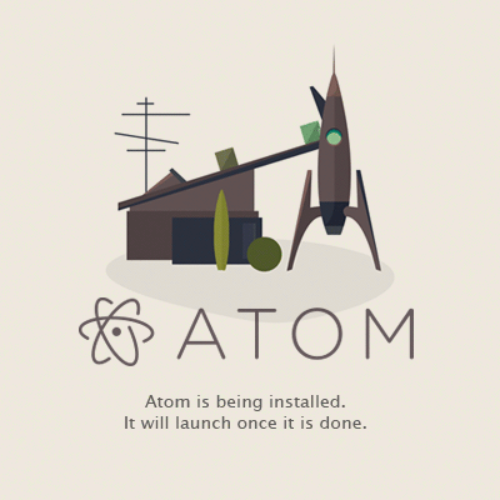 ATOM
Atom is being installed.
It will launch once it is done.